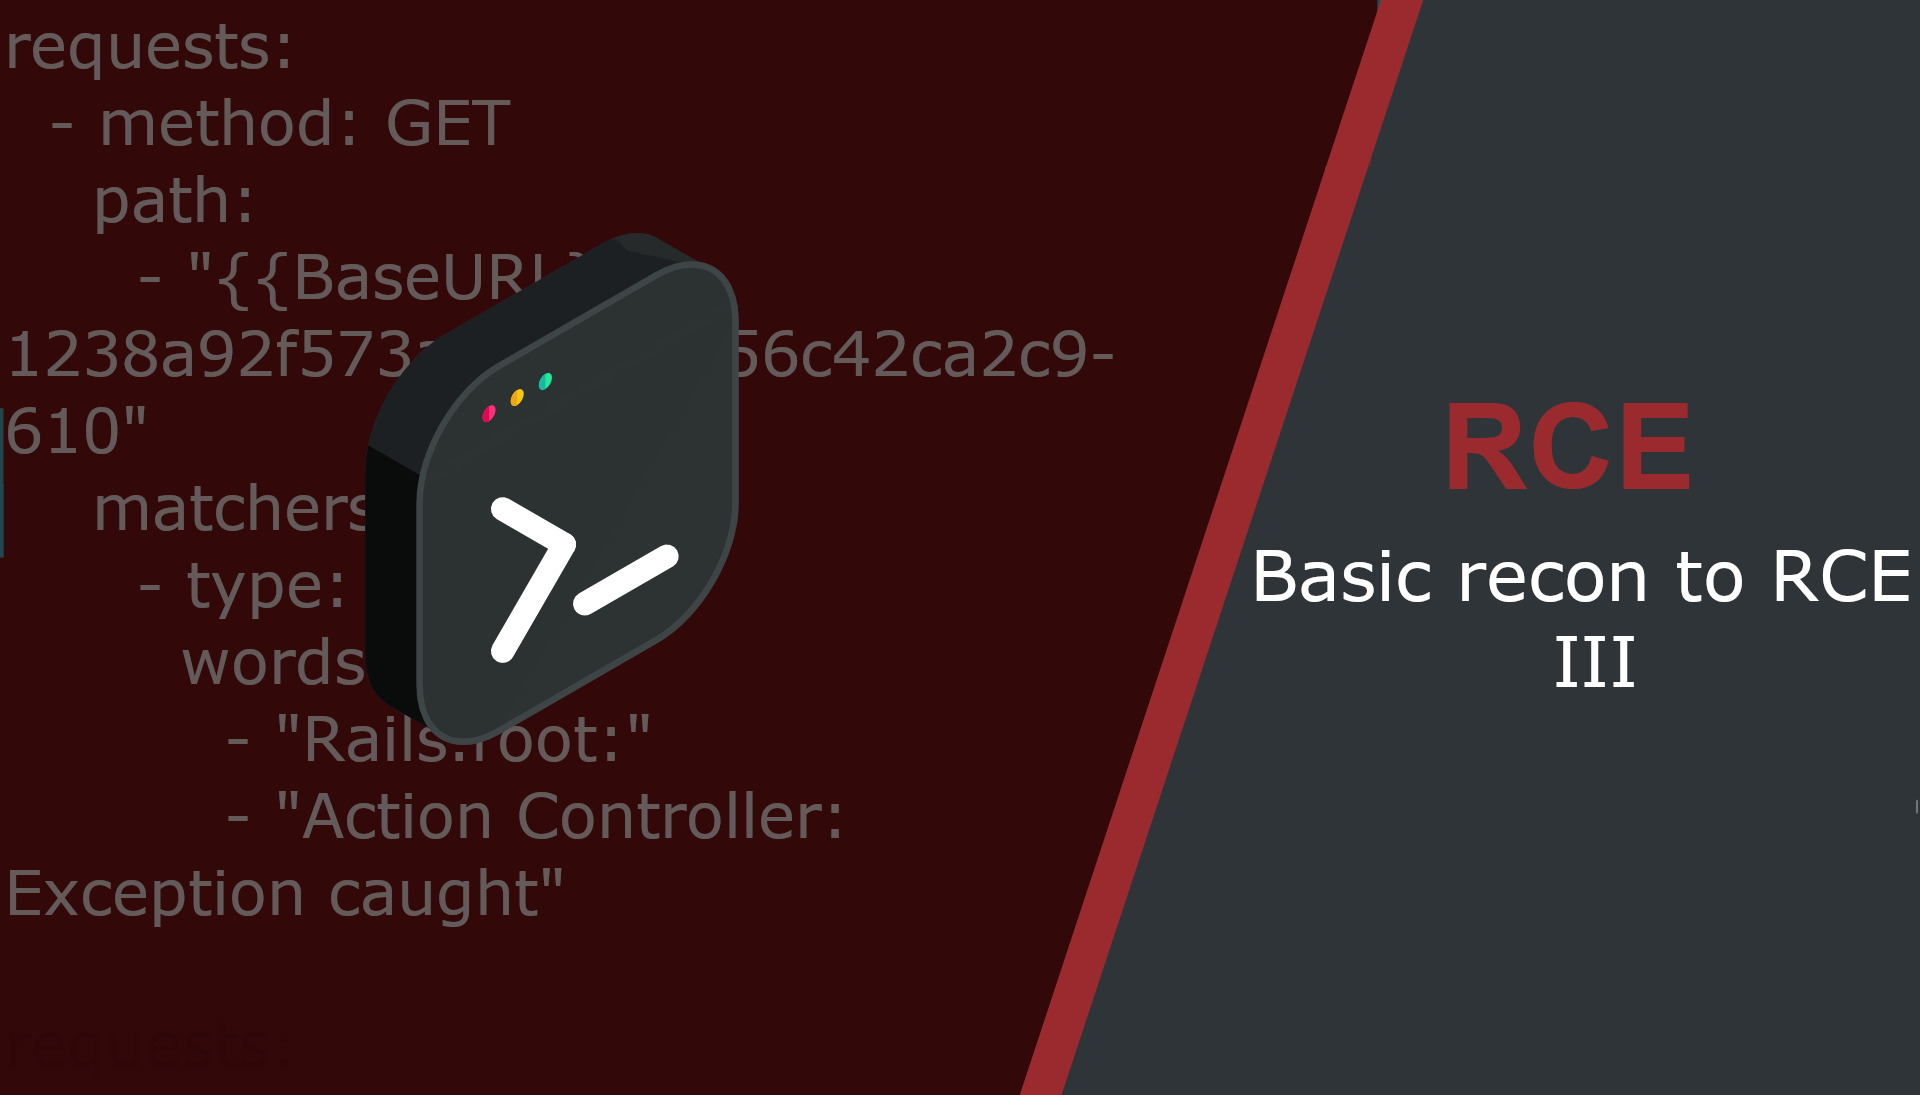 requests:
- method: GET
path:
- "{{BaseURL
1238a92f573 56c42ca2c9-
610"
matchers
- type:
words
- "Rails.root:"
- "Action Controller:
Exception caught"
requests:
RCE
Basic recon to RCE
III